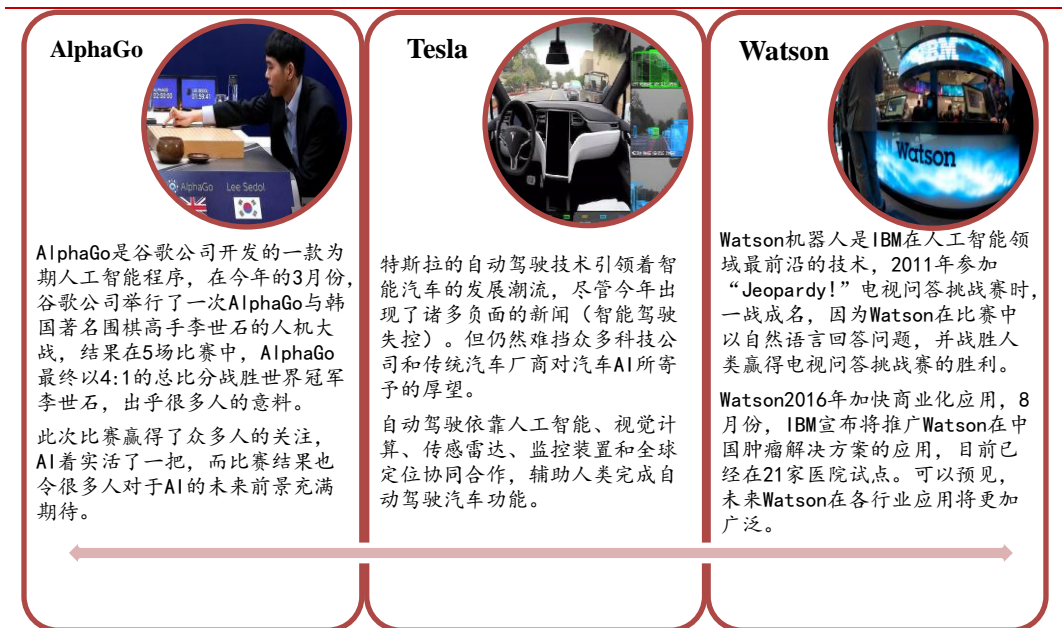 AlphaGo
AlphaGo
Lee Sedol
AlphaGo是谷歌公司开发的一款为
期人工智能程序，在今年的3月份，
谷歌公司举行了一次AlphaGo与韩
国著名围棋高手李世石的人机大
战，结果在5场比赛中，AlphaGo
最终以4:1的总比分战胜世界冠军
李世石，出乎很多人的意料。
此次比赛赢得了众多人的关注，
AI着实活了一把，而比赛结果也
令很多人对于AI的未来前景充满
期待。
Tesla
特斯拉的自动驾驶技术引领着智
能汽车的发展潮流，尽管今年出
现了诸多负面的新闻（智能驾驶
失控）。但仍然难挡众多科技公
司和传统汽车厂商对汽车AI所寄
予的厚望。
自动驾驶依靠人工智能、视觉计
算、传感雷达、监控装置和全球
定位协同合作，辅助人类完成自
动驾驶汽车功能。
Watson
IBM
Watson
Watson机器人是IBM在人工智能领
域最前沿的技术，2011年参加
“Jeopardy!”电视问答挑战赛时，
一战成名，因为Watson在比赛中
以自然语言回答问题，并战胜人
类赢得电视问答挑战赛的胜利。
Watson2016年加快商业化应用，8
月份，IBM宣布将推广Watson在中
国肿瘤解决方案的应用，目前已
经在21家医院试点。可以预见，
未来Watson在各行业应用将更加
广泛。